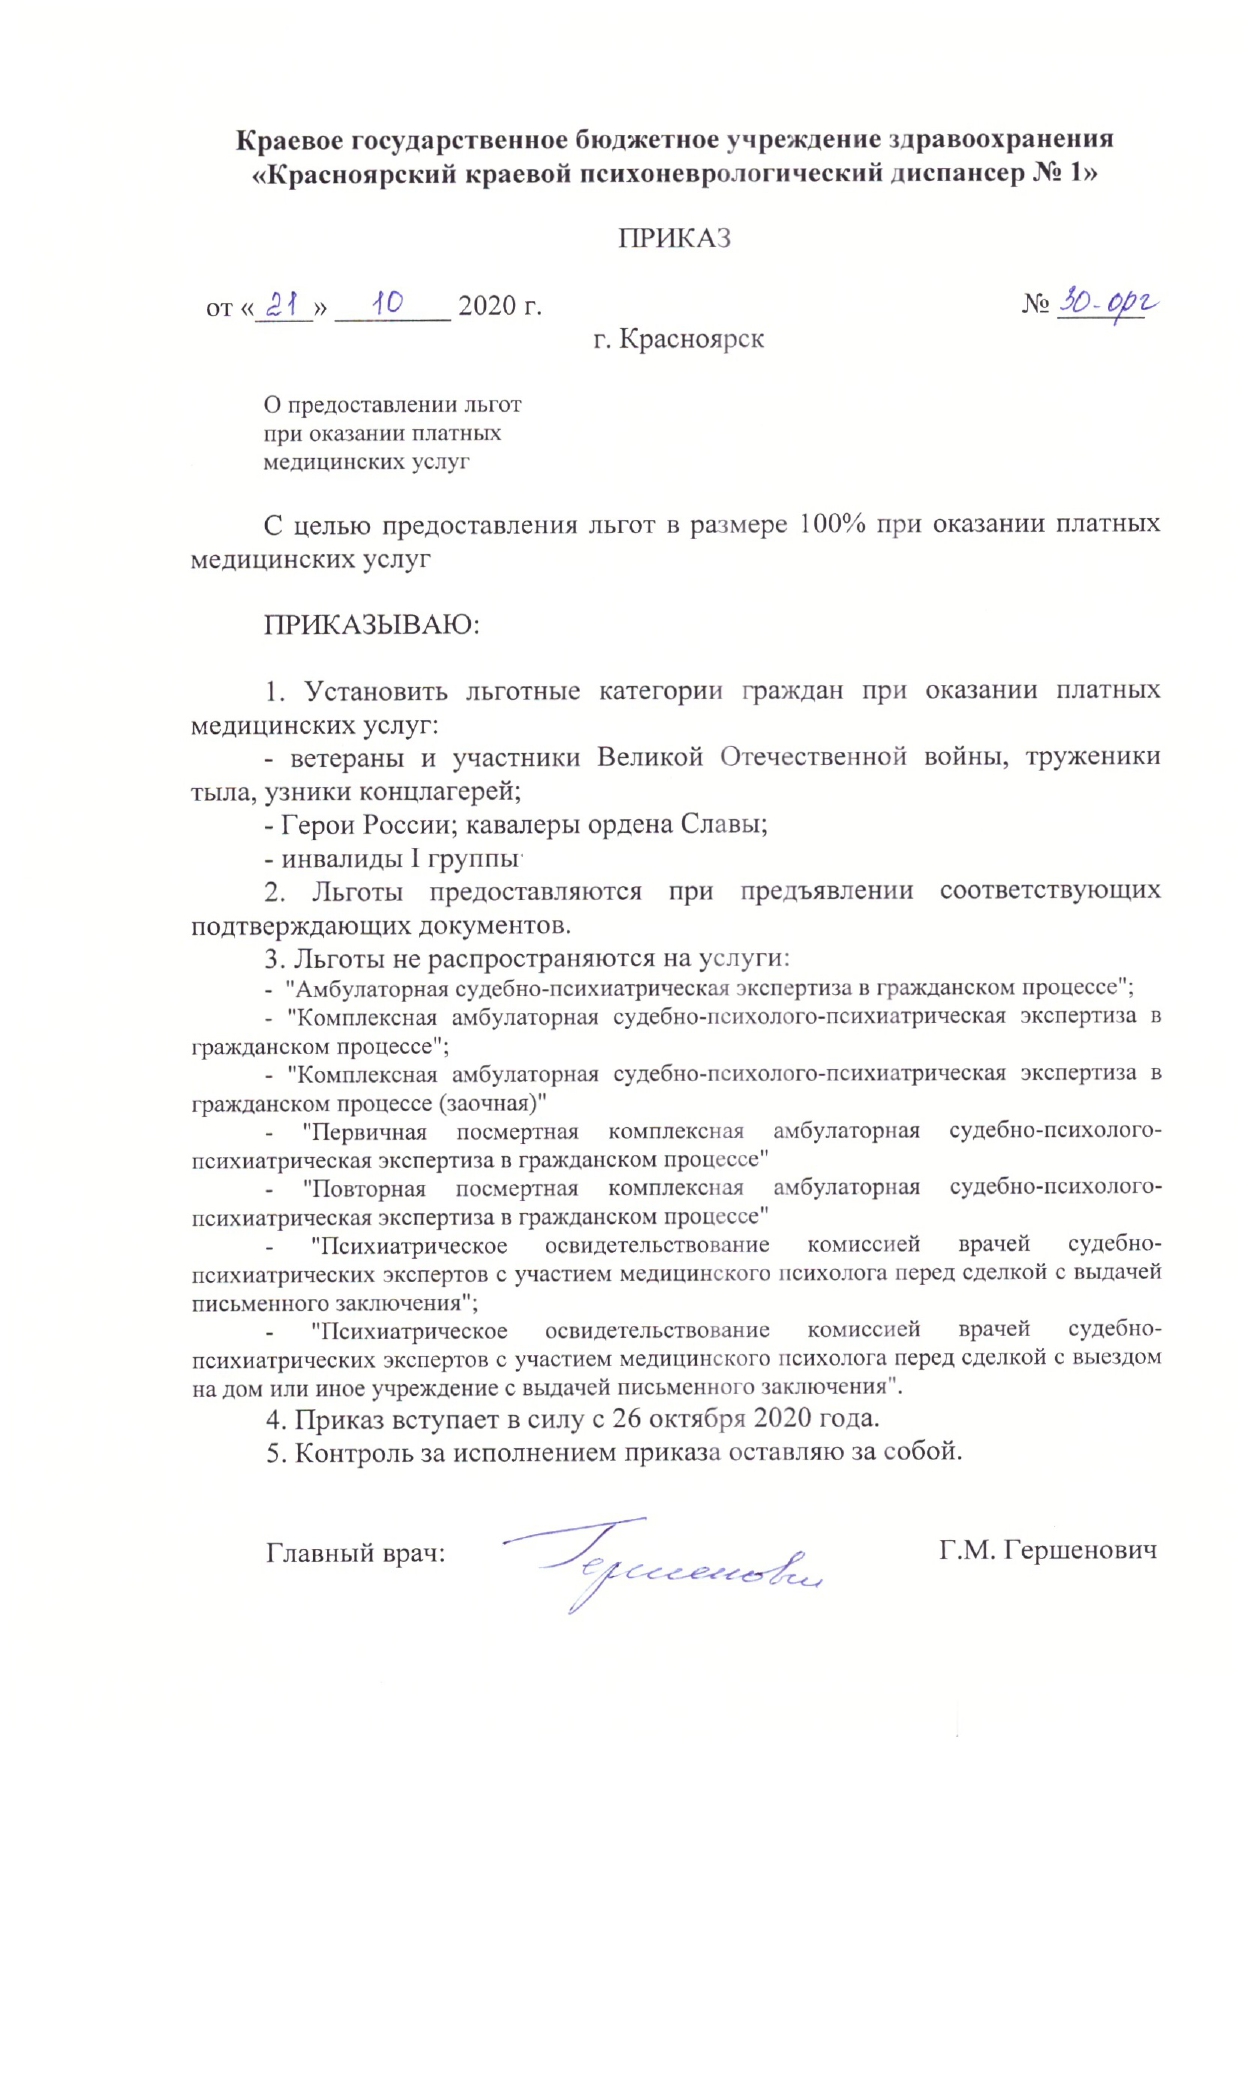 Краевое государственное бюджетное учреждение здравоохранения
«Красноярский краевой психоневрологический диспансер № 1»
ПРИКАЗ
от «21» 10 2020 г. № 30-орг
г. Красноярск
О предоставлении льгот
при оказании платных
медицинских услуг
С целью предоставления льгот в размере 100% при оказании платных
медицинских услуг
ПРИКАЗЫВАЮ:
1. Установить льготные категории граждан при оказании платных
медицинских услуг:
- ветераны и участники Великой Отечественной войны, труженики
тыла, узники концлагерей;
- Герои России; кавалеры ордена Славы;
- инвалиды I группы
2. Льготы предоставляются при предъявлении соответствующих
подтверждающих документов.
3. Льготы не распространяются на услуги:
- "Амбулаторная судебно-психиатрическая экспертиза в гражданском процессе";
- "Комплексная амбулаторная судебно-психолого-психиатрическая экспертиза в
гражданском процессе";
- "Комплексная амбулаторная судебно-психолого-психиатрическая экспертиза в
гражданском процессе (заочная)"
- "Первичная посмертная комплексная амбулаторная судебно-психолого-
психиатрическая экспертиза в гражданском процессе"
- "Повторная посмертная комплексная амбулаторная судебно-психолого-
психиатрическая экспертиза в гражданском процессе"
- "Психиатрическое освидетельствование комиссией врачей судебно-
психиатрических экспертов с участием медицинского психолога перед сделкой с выдачей
письменного заключения";
- "Психиатрическое освидетельствование комиссией врачей судебно-
психиатрических экспертов с участием медицинского психолога перед сделкой с выездом
на дом или иное учреждение с выдачей письменного заключения".
4. Приказ вступает в силу с 26 октября 2020 года.
5. Контроль за исполнением приказа оставляю за собой.
Главный врач: Гершенович Г.М. Гершенович